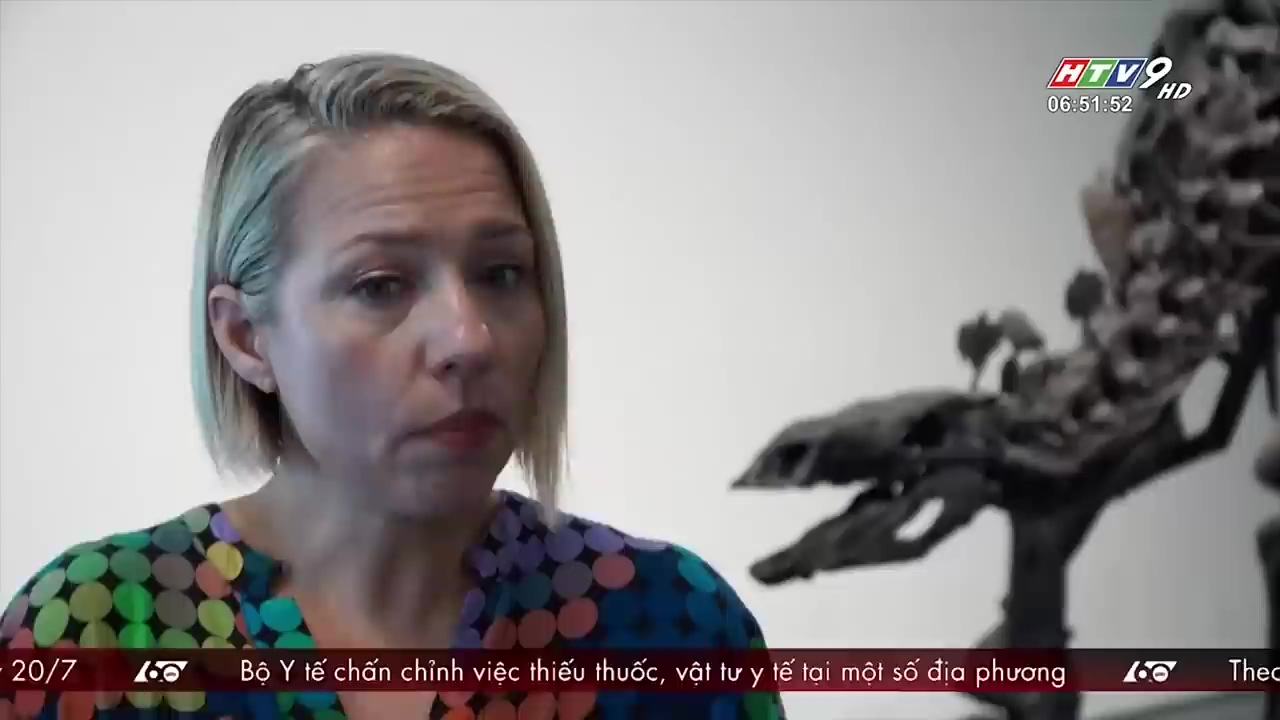 HTV9 HD
06:51:52
20/7 Bộ Y tế chấn chỉnh việc thiếu thuốc, vật tư y tế tại một số địa phương